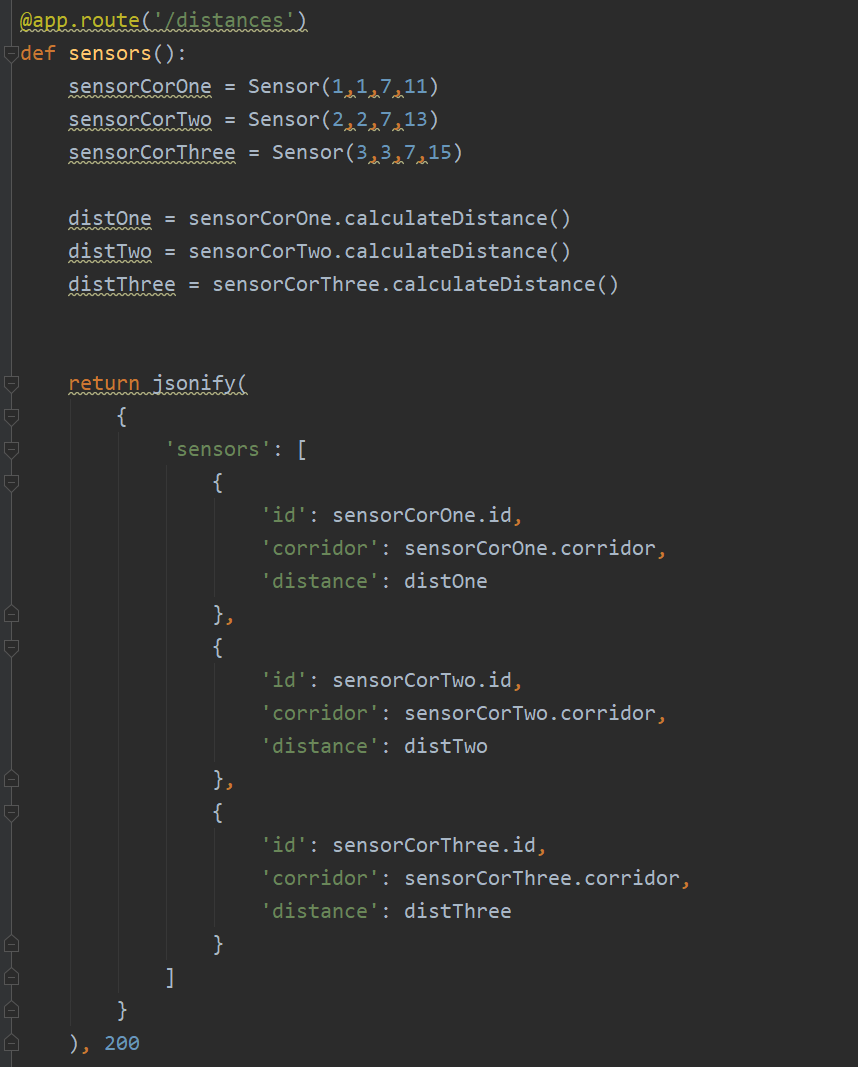 @app.route('/distances')
def sensors():
    sensorCorOne = Sensor(1,1,7,11)
    sensorCorTwo = Sensor(2,2,7,13)
    sensorCorThree = Sensor(3,3,7,15)

    distOne = sensorCorOne.calculateDistance()
    distTwo = sensorCorTwo.calculateDistance()
    distThree = sensorCorThree.calculateDistance()

    return jsonify(
        {
            'sensors': [
                {
                    'id': sensorCorOne.id,
                    'corridor': sensorCorOne.corridor,
                    'distance': distOne
                },
                {
                    'id': sensorCorTwo.id,
                    'corridor': sensorCorTwo.corridor,
                    'distance': distTwo
                },
                {
                    'id': sensorCorThree.id,
                    'corridor': sensorCorThree.corridor,
                    'distance': distThree
                }
            ]
        }
    ), 200